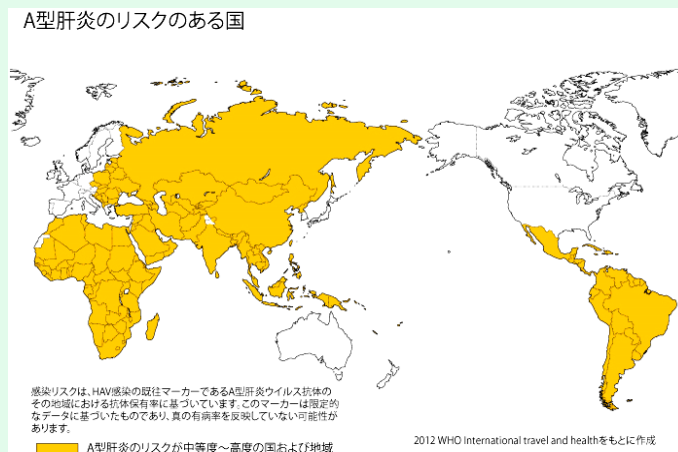 A型肝炎のリスクのある国
感染リスクは、HAV感染の既往マーカーであるA型肝炎ウイルス抗体の
その地域における抗体保有率に基づいています。このマーカーは限定的
なデータに基づいたものであり、真の有病率を反映していない可能性が
あります。
A型肝炎のリスクが中等度～高度の国および地域
2012 WHO International travel and healthをもとに作成